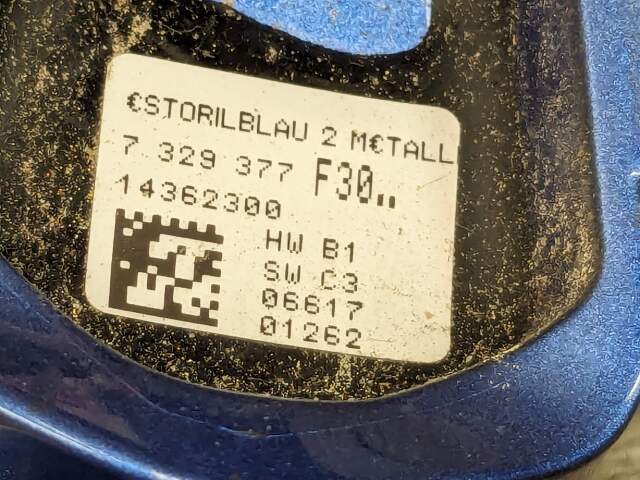 €STORILBLAU 2 M€TALL
7 329 377 F30..
14362300
HW B1
SW C3
06617
01262